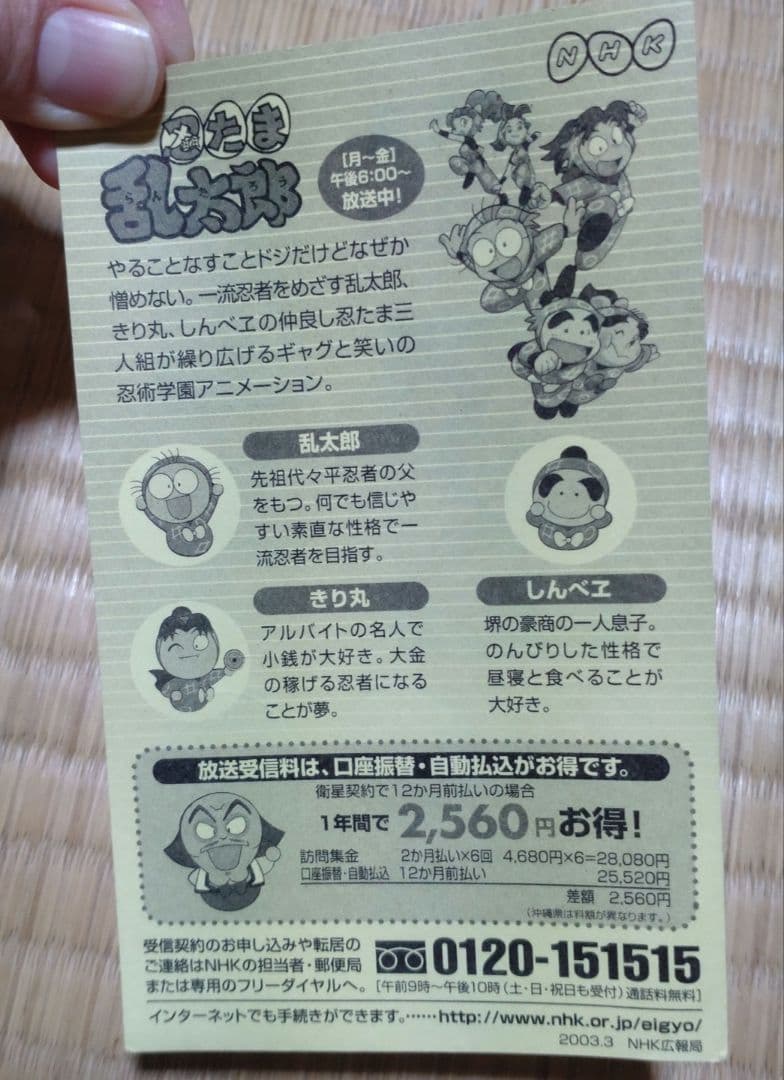 NHK
忍たま
乱太郎
らんたろう
[月～金]
午後6:00～
放送中!
やることなすことドジだけどなぜか
憎めない。一流忍者をめざす乱太郎、
きり丸、しんベヱの仲良し忍たま三
人組が繰り広げるギャグと笑いの
忍術学園アニメーション。
乱太郎
先祖代々平忍者の父
をもつ。何でも信じや
すい素直な性格で一
流忍者を目指す。
きり丸
アルバイトの名人で
小銭が大好き。大金
の稼げる忍者になる
ことが夢。
しんベヱ
堺の豪商の一人息子。
のんびりした性格で
昼寝と食べることが
大好き。
放送受信料は、口座振替・自動払込がお得です。
衛星契約で12か月前払いの場合
1年間で2,560円お得!
訪問集金 2か月払い×6回 4,680円×6=28,080円
口座振替・自動払込 12か月前払い 25,520円
差額 2,560円
(沖縄県は料額が異なります。)
受信契約のお申し込みや転居の
ご連絡はNHKの担当者・郵便局
または専用のフリーダイヤルへ。
0120-151515
[午前9時～午後10時(土・日・祝日も受付)通話料無料]
インターネットでも手続きができます。……http://www.nhk.or.jp/eigyo/
2003.3 NHK広報局